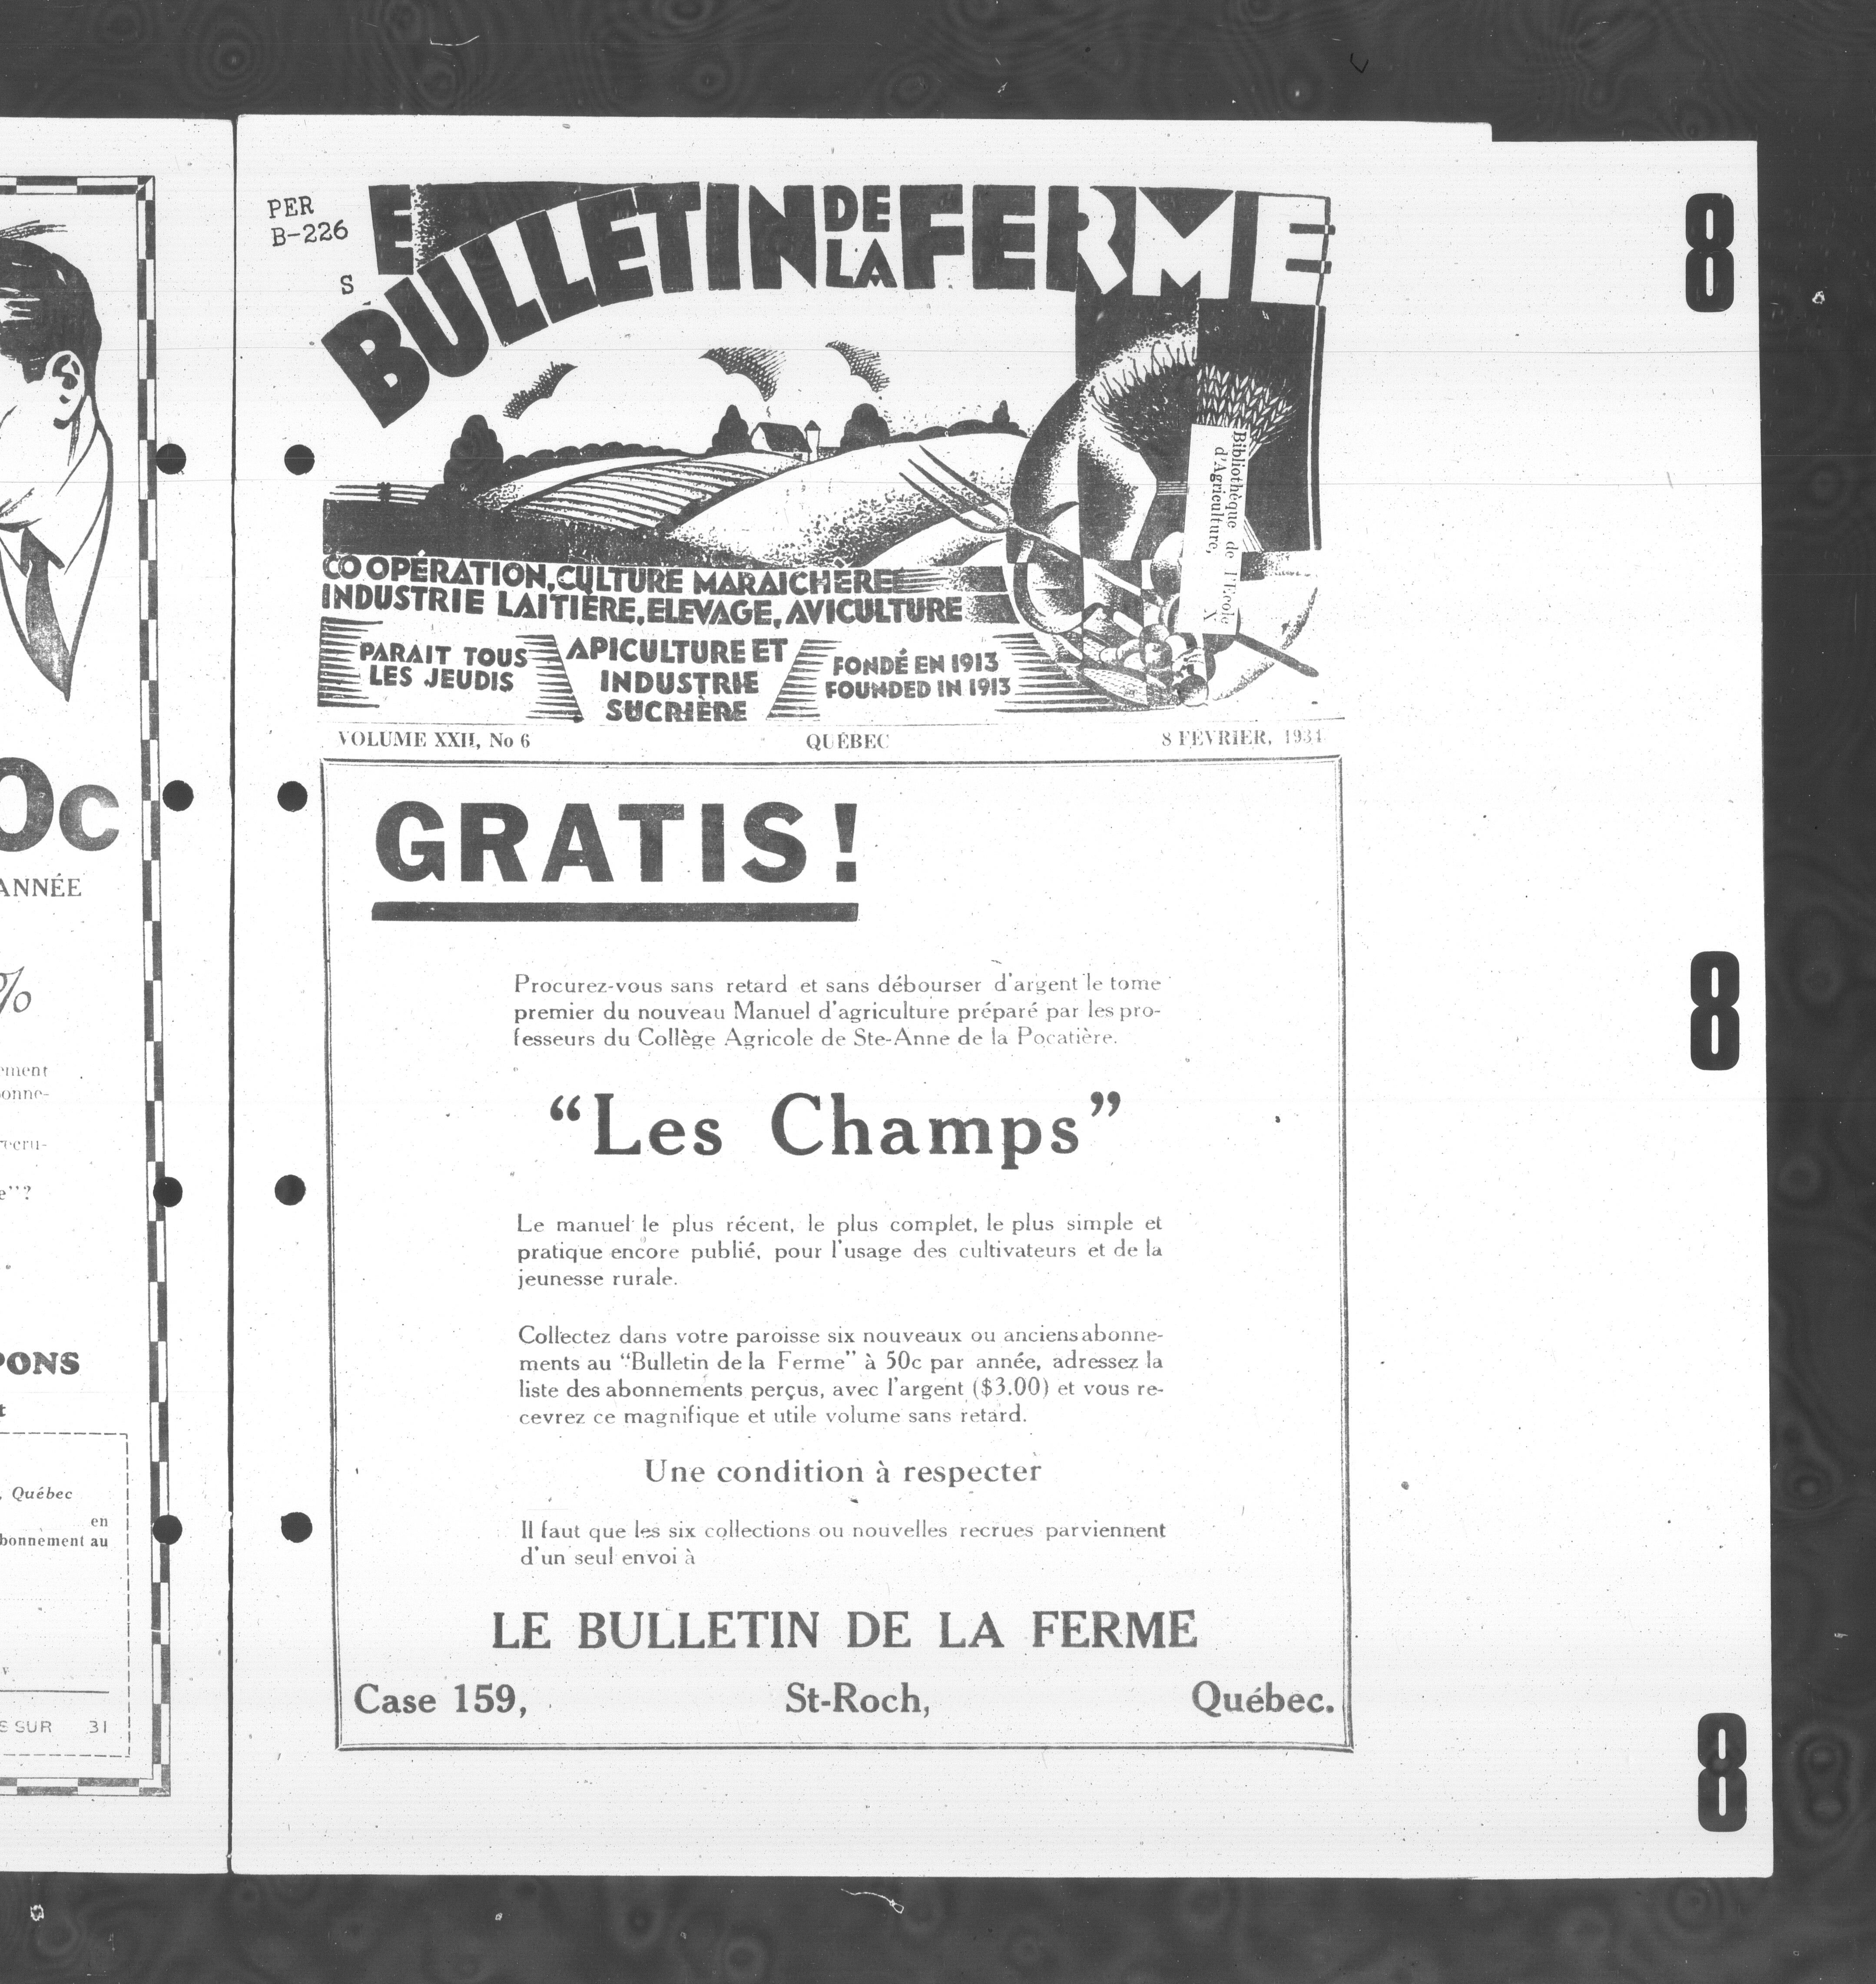 0c
ANNÉE
%
PONS
Québec
en
au
S SUR 31
PER
B-226
S
E BULLETIN DE LA FERME
Bibliothèque de l'Ecole
d'Agriculture,
COOPÉRATION, CULTURE MARAICHÈRE
INDUSTRIE LAITIÈRE, ELEVAGE, AVICULTURE
PARAIT TOUS
LES JEUDIS
APICULTURE ET
INDUSTRIE
SUCRIÈRE
FONDÉ EN 1913
FOUNDED IN 1913
VOLUME XXII, No 6 QUÉBEC 8 FÉVRIER, 1934
GRATIS!
Procurez-vous sans retard et sans débourser d'argent le tome
premier du nouveau Manuel d'agriculture préparé par les pro-
fesseurs du Collège Agricole de Ste-Anne de la Pocatière.
“Les Champs”
Le manuel le plus récent, le plus complet, le plus simple et
pratique encore publié, pour l'usage des cultivateurs et de la
jeunesse rurale.
Collectez dans votre paroisse six nouveaux ou anciens abonne-
ments au “Bulletin de la Ferme” à 50c par année, adressez la
liste des abonnements perçus, avec l'argent ($3.00) et vous re-
cevrez ce magnifique et utile volume sans retard.
Une condition à respecter
Il faut que les six collections ou nouvelles recrues parviennent
d'un seul envoi à
LE BULLETIN DE LA FERME
Case 159, St-Roch, Québec.
8
8
8